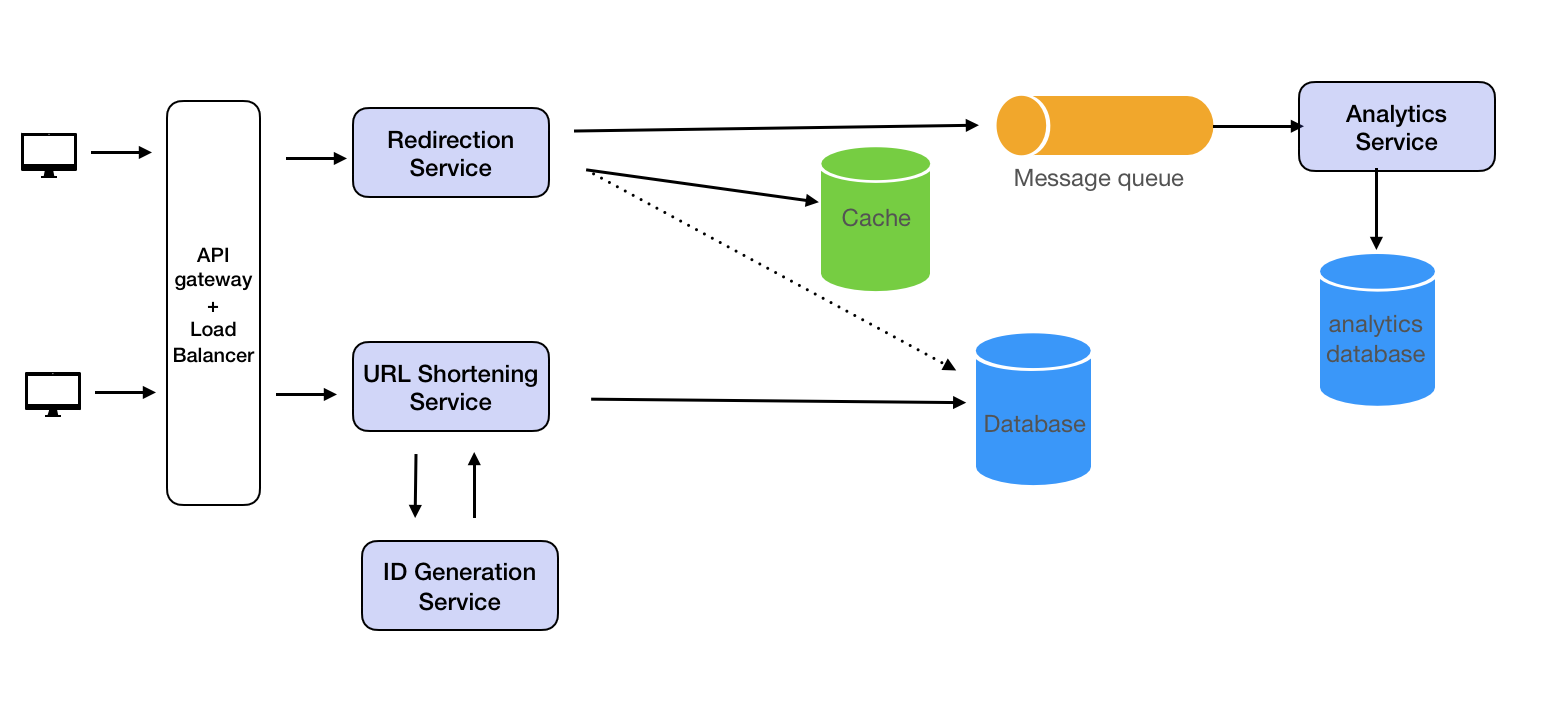 Redirection
Service
Message queue
Analytics
Service
Cache
API
gateway
+
Load
Balancer
URL Shortening
Service
Database
analytics
database
ID Generation
Service